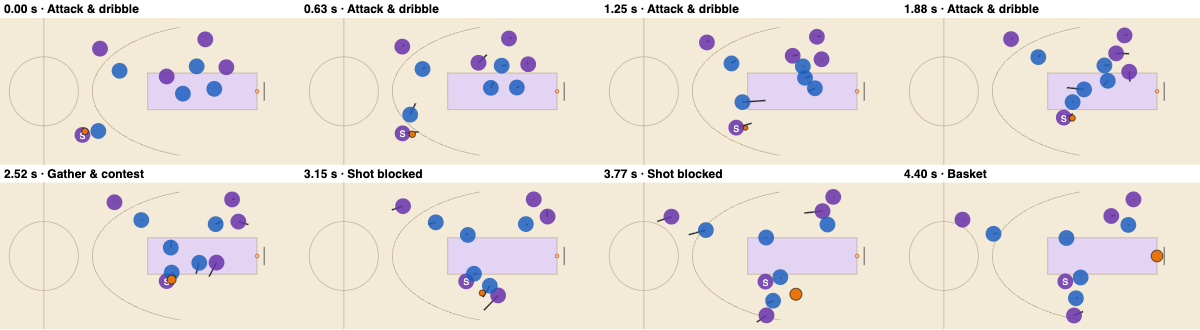 0.00 s · Attack & dribble
0.63 s · Attack & dribble
1.25 s · Attack & dribble
1.88 s · Attack & dribble
S
S
S
S
2.52 s · Gather & contest
3.15 s · Shot blocked
3.77 s · Shot blocked
4.40 s · Basket
S
S
S
S